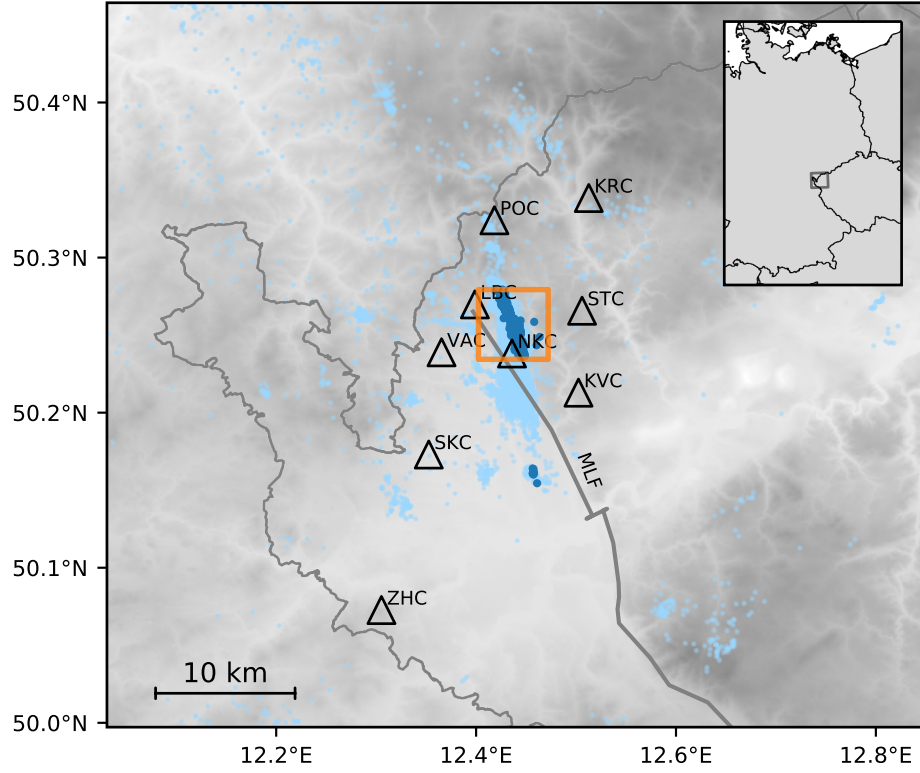 50.4°N
KRC
POC
50.3°N
LBC
STC
VAC
NKC
KVC
50.2°N
SKC
MLF
50.1°N
ZHC
10 km
50.0°N
12.2°E
12.4°E
12.6°E
12.8°E